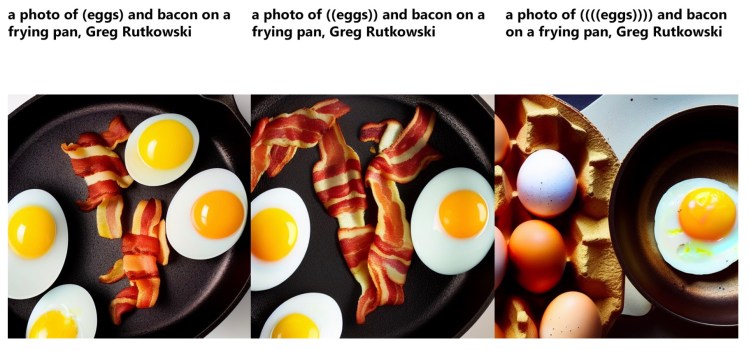 a photo of (eggs) and bacon on a
frying pan, Greg Rutkowski
a photo of ((eggs)) and bacon on a
frying pan, Greg Rutkowski
a photo of ((((eggs)))) and bacon
on a frying pan, Greg Rutkowski